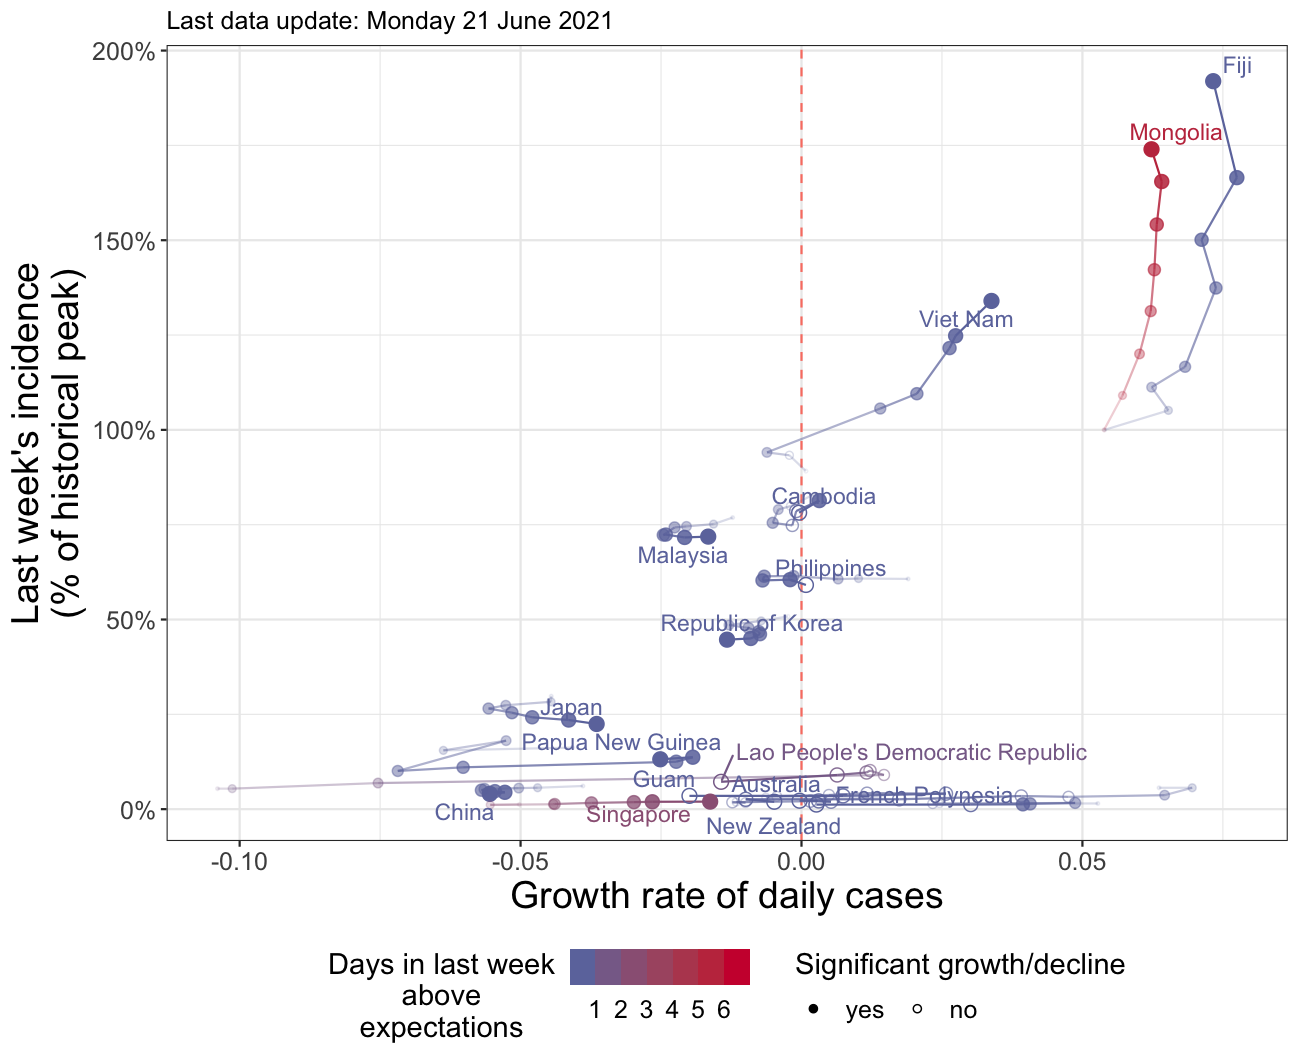 Last data update: Monday 21 June 2021
200%
150%
100%
50%
0%
Last week's incidence
(% of historical peak)
Fiji
Mongolia
Viet Nam
Cambodia
Malaysia
Philippines
Republic of Korea
Japan
Papua New Guinea
Lao People's Democratic Republic
Guam
Australia
French Polynesia
China
Singapore
New Zealand
-0.10
-0.05
0.00
0.05
Growth rate of daily cases
Days in last week
above
expectations
1 2 3 4 5 6
Significant growth/decline
yes
no